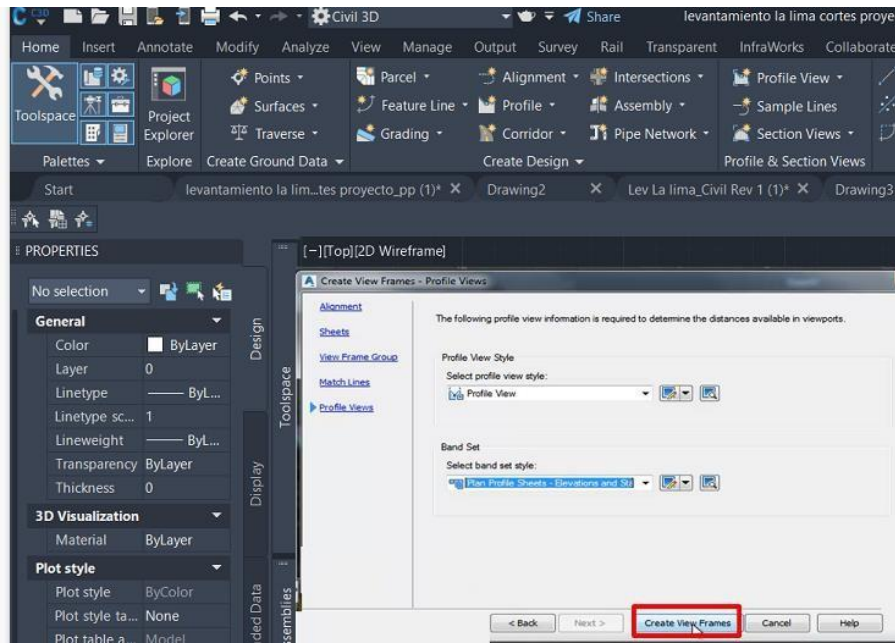 C3D Civil 3D Share levantamiento la lima cortes proye
Home Insert Annotate Modify Analyze View Manage Output Survey Rail Transparent InfraWorks Collaborate
Points Parcel Alignment Intersections Profile View
Toolspace Project Explorer Surfaces Feature Line Profile Assembly Sample Lines
Traverse Grading Corridor Pipe Network Section Views
Palettes Explore Create Ground Data Create Design Profile & Section Views
Start levantamiento la lim...tes proyecto_pp (1)* Drawing2 Lev La lima_Civil Rev 1 (1)* Drawing3
PROPERTIES
[−][Top][2D Wireframe]
No selection
General
Color ByLayer
Layer 0
Linetype ByL...
Linetype sc... 1
Lineweight ByL...
Transparency ByLayer
Thickness 0
3D Visualization
Material ByLayer
Plot style
Plot style ByColor
Plot style ta... None
Plot table a... Model
Design
Display
ded Data
Toolspace
semblies
Create View Frames - Profile Views
Alignment
Sheets
View Frame Group
Match Lines
Profile Views
The following profile view information is required to determine the distances available in viewports.
Profile View Style
Select profile view style:
Profile View
Band Set
Select band set style:
Plan Profile Sheets - Elevations and Sta
< Back Next > Create View Frames Cancel Help